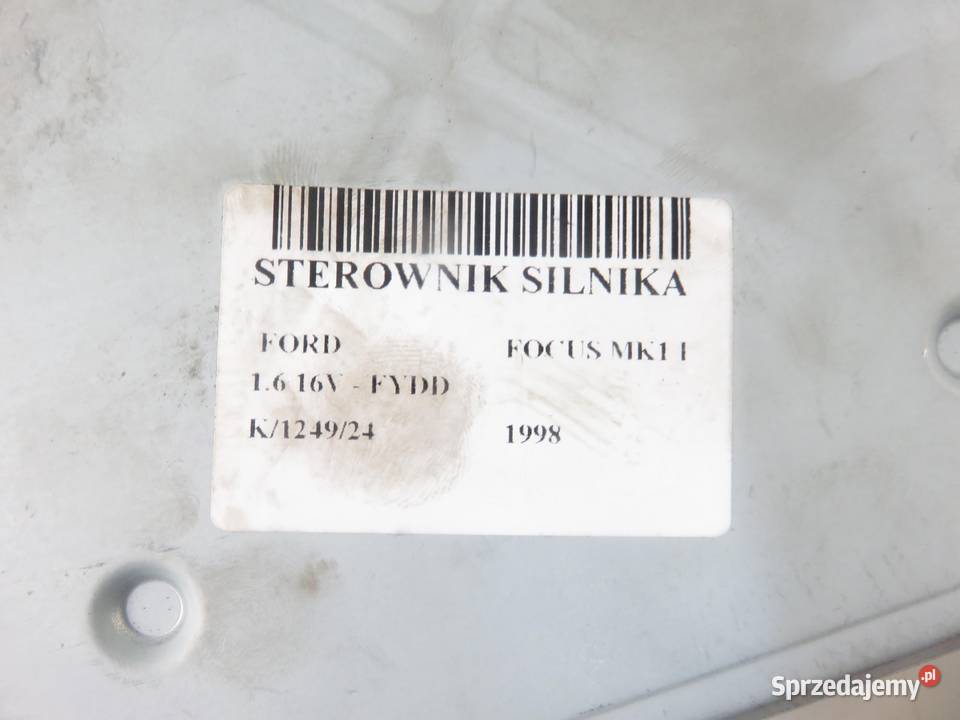 STEROWNIK SILNIKA
FORD FOCUS MK1 I
1.6 16V - FYDD
K/1249/24 1998
Sprzedajemy.pl